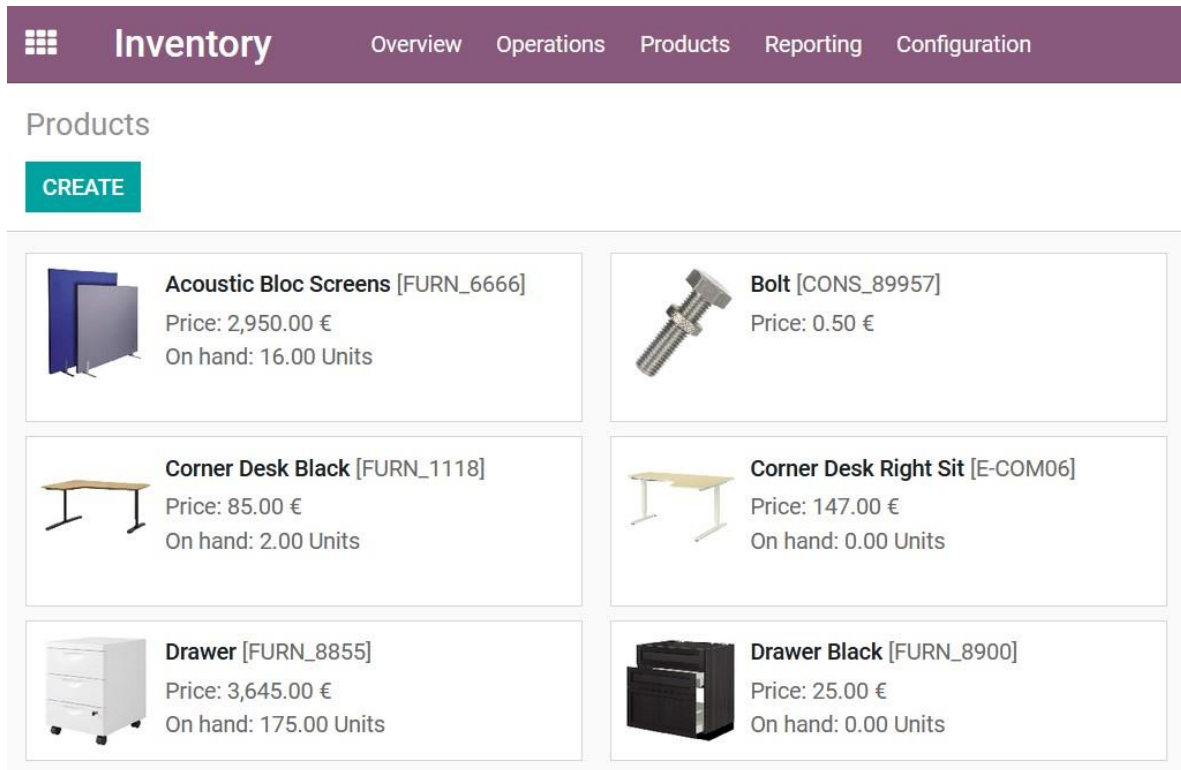 Inventory Overview Operations Products Reporting Configuration
Products
CREATE
Acoustic Bloc Screens [FURN_6666]
Price: 2,950.00 €
On hand: 16.00 Units
Bolt [CONS_89957]
Price: 0.50 €
Corner Desk Black [FURN_1118]
Price: 85.00 €
On hand: 2.00 Units
Corner Desk Right Sit [E-COM06]
Price: 147.00 €
On hand: 0.00 Units
Drawer [FURN_8855]
Price: 3,645.00 €
On hand: 175.00 Units
Drawer Black [FURN_8900]
Price: 25.00 €
On hand: 0.00 Units